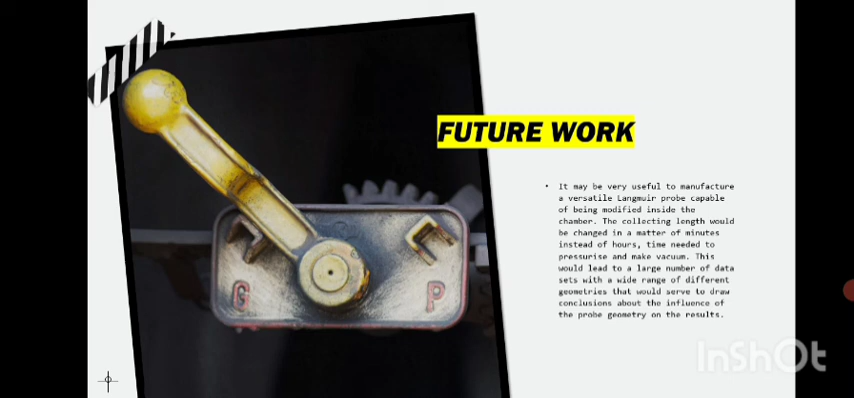 FUTURE WORK
• It may be very useful to manufacture
a versatile Langmuir probe capable
of being modified inside the
chamber. The collecting length would
be changed in a matter of minutes
instead of hours, time needed to
pressurise and make vacuum. This
would lead to a large number of data
sets with a wide range of different
geometries that would serve to draw
conclusions about the influence of
the probe geometry on the results.
G P
InShOt